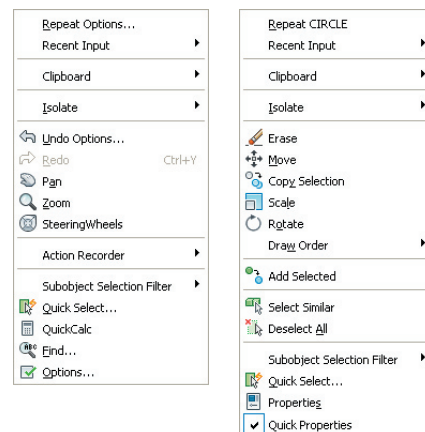 Repeat Options...
Recent Input
Clipboard
Isolate
Undo Options...
Redo Ctrl+Y
Pan
Zoom
SteeringWheels
Action Recorder
Subobject Selection Filter
Quick Select...
QuickCalc
Find...
Options...
Repeat CIRCLE
Recent Input
Clipboard
Isolate
Erase
Move
Copy Selection
Scale
Rotate
Draw Order
Add Selected
Select Similar
Deselect All
Subobject Selection Filter
Quick Select...
Properties
Quick Properties